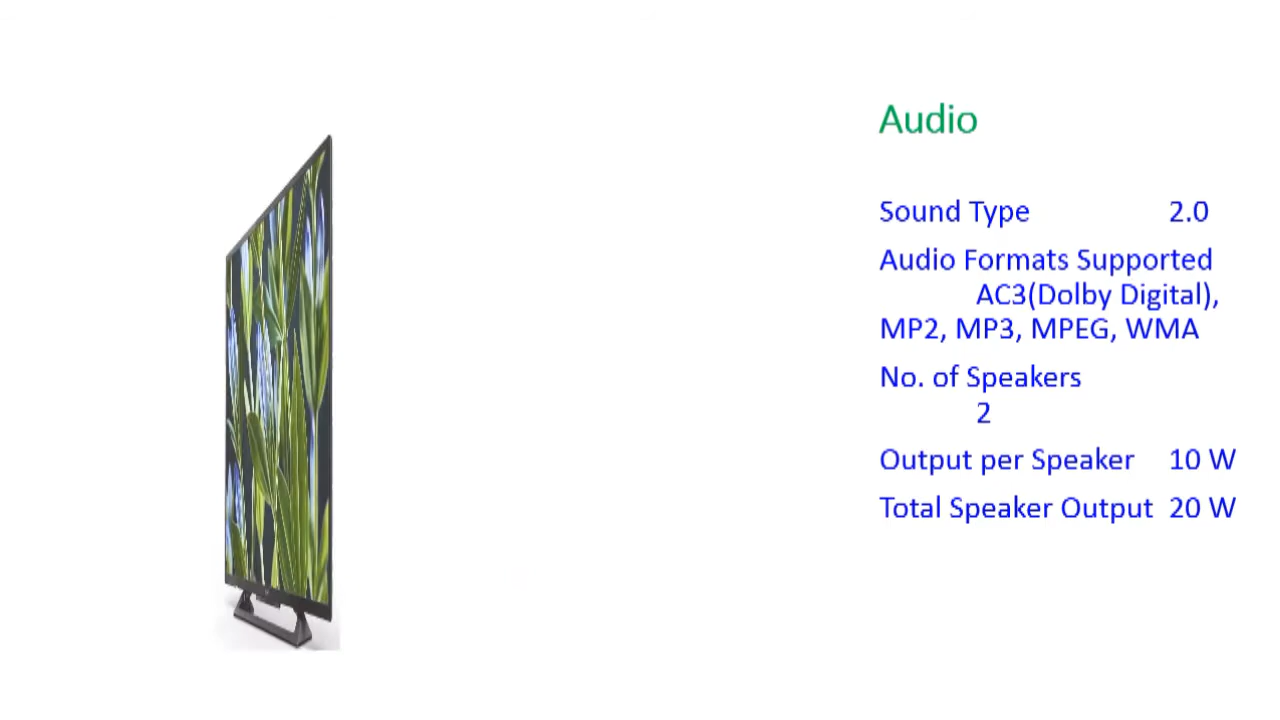 Audio
Sound Type 2.0
Audio Formats Supported
AC3(Dolby Digital),
MP2, MP3, MPEG, WMA
No. of Speakers
2
Output per Speaker 10 W
Total Speaker Output 20 W